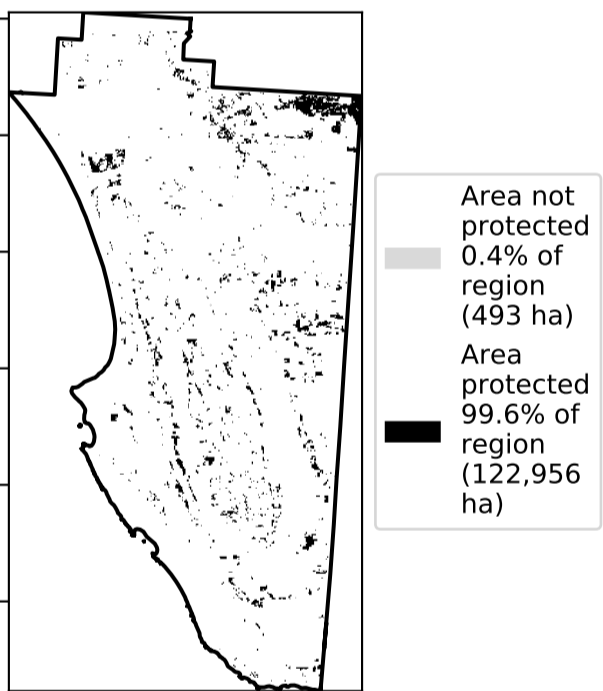 Area not
protected
0.4% of
region
(493 ha)
Area
protected
99.6% of
region
(122,956
ha)